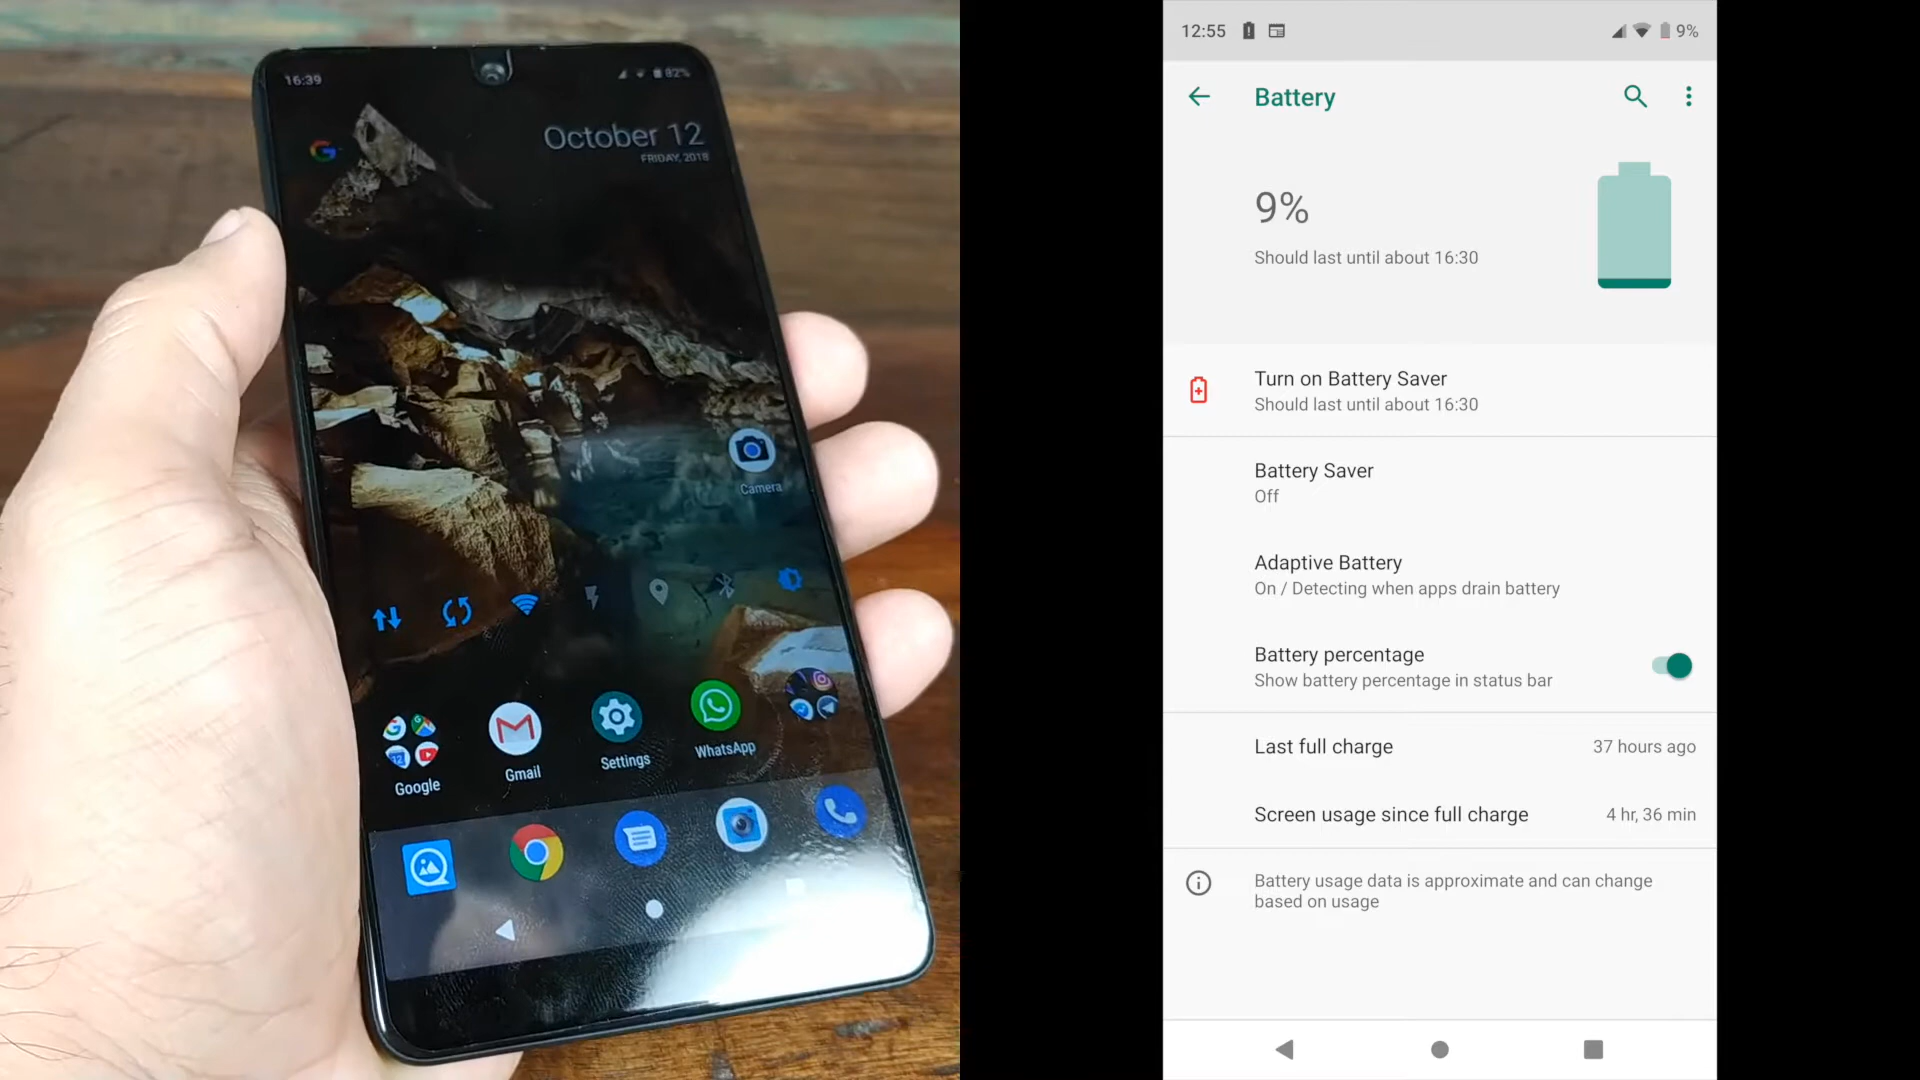 16:39
82%
October 12
FRIDAY, 2018
Camera
Google
Gmail
Settings
WhatsApp
12:55
9%
Battery
9%
Should last until about 16:30
Turn on Battery Saver
Should last until about 16:30
Battery Saver
Off
Adaptive Battery
On / Detecting when apps drain battery
Battery percentage
Show battery percentage in status bar
Last full charge
37 hours ago
Screen usage since full charge
4 hr, 36 min
Battery usage data is approximate and can change
based on usage